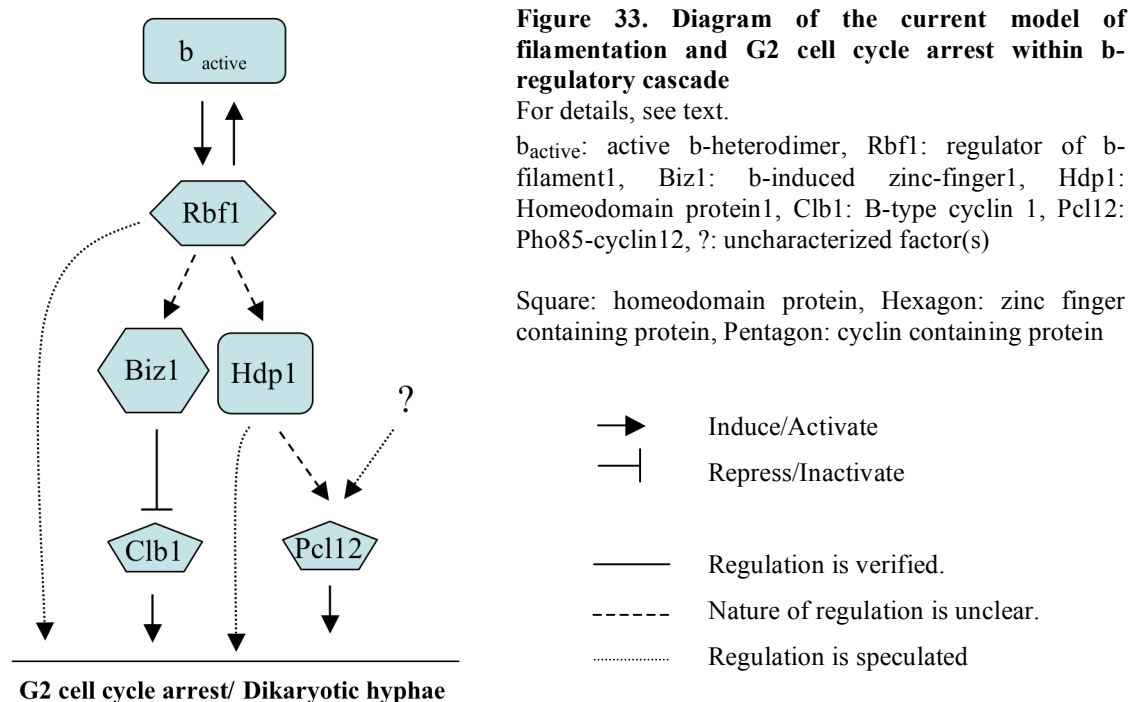 b active
Rbf1
Biz1
Hdp1
?
Clb1
Pcl12
G2 cell cycle arrest/ Dikaryotic hyphae
Figure 33. Diagram of the current model of
filamentation and G2 cell cycle arrest within b-
regulatory cascade
For details, see text.
bactive: active b-heterodimer, Rbf1: regulator of b-
filament1, Biz1: b-induced zinc-finger1, Hdp1:
Homeodomain protein1, Clb1: B-type cyclin 1, Pcl12:
Pho85-cyclin12, ?: uncharacterized factor(s)
Square: homeodomain protein, Hexagon: zinc finger
containing protein, Pentagon: cyclin containing protein
Induce/Activate
Repress/Inactivate
Regulation is verified.
Nature of regulation is unclear.
Regulation is speculated